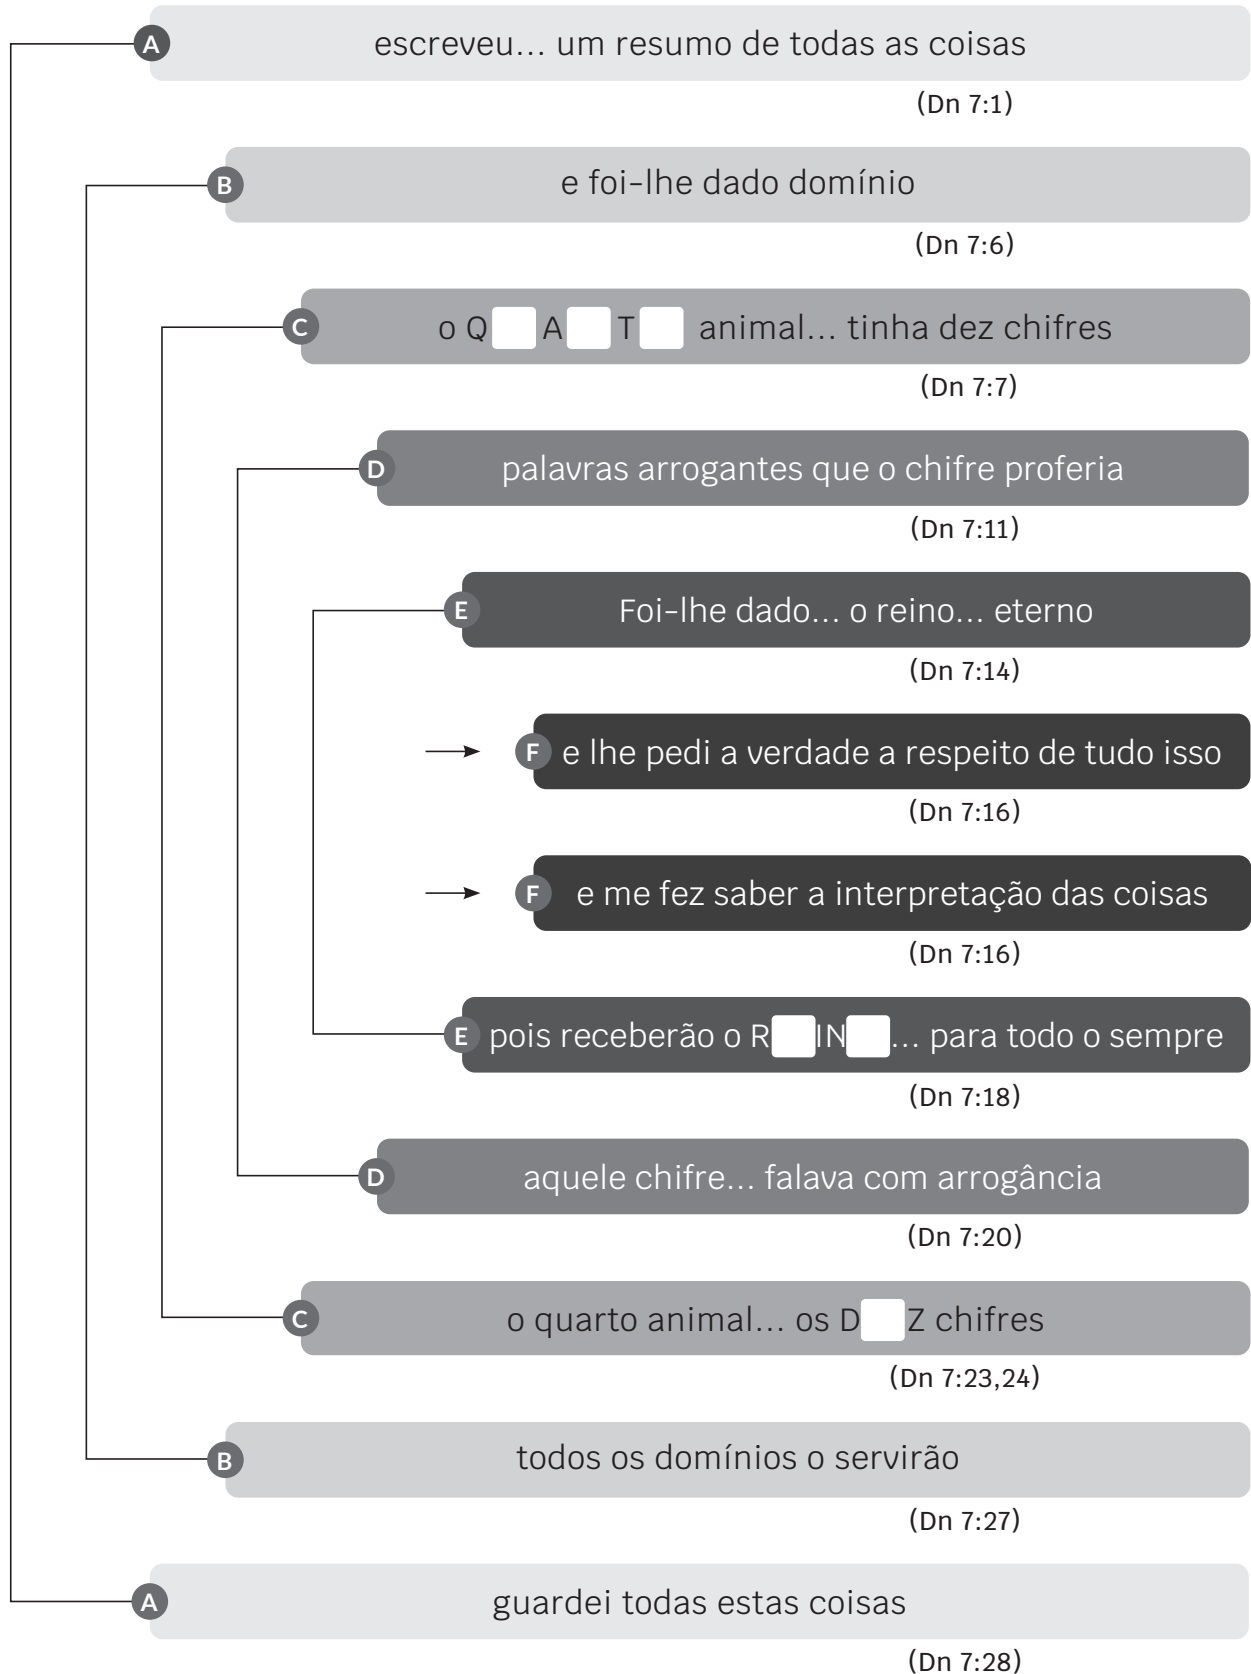 A escreveu... um resumo de todas as coisas
(Dn 7:1)
B e foi-lhe dado domínio
(Dn 7:6)
C o Q A T animal... tinha dez chifres
(Dn 7:7)
D palavras arrogantes que o chifre proferia
(Dn 7:11)
E Foi-lhe dado... o reino... eterno
(Dn 7:14)
F e lhe pedi a verdade a respeito de tudo isso
(Dn 7:16)
F e me fez saber a interpretação das coisas
(Dn 7:16)
E pois receberão o R IN ... para todo o sempre
(Dn 7:18)
D aquele chifre... falava com arrogância
(Dn 7:20)
C o quarto animal... os D Z chifres
(Dn 7:23,24)
B todos os domínios o servirão
(Dn 7:27)
A guardei todas estas coisas
(Dn 7:28)